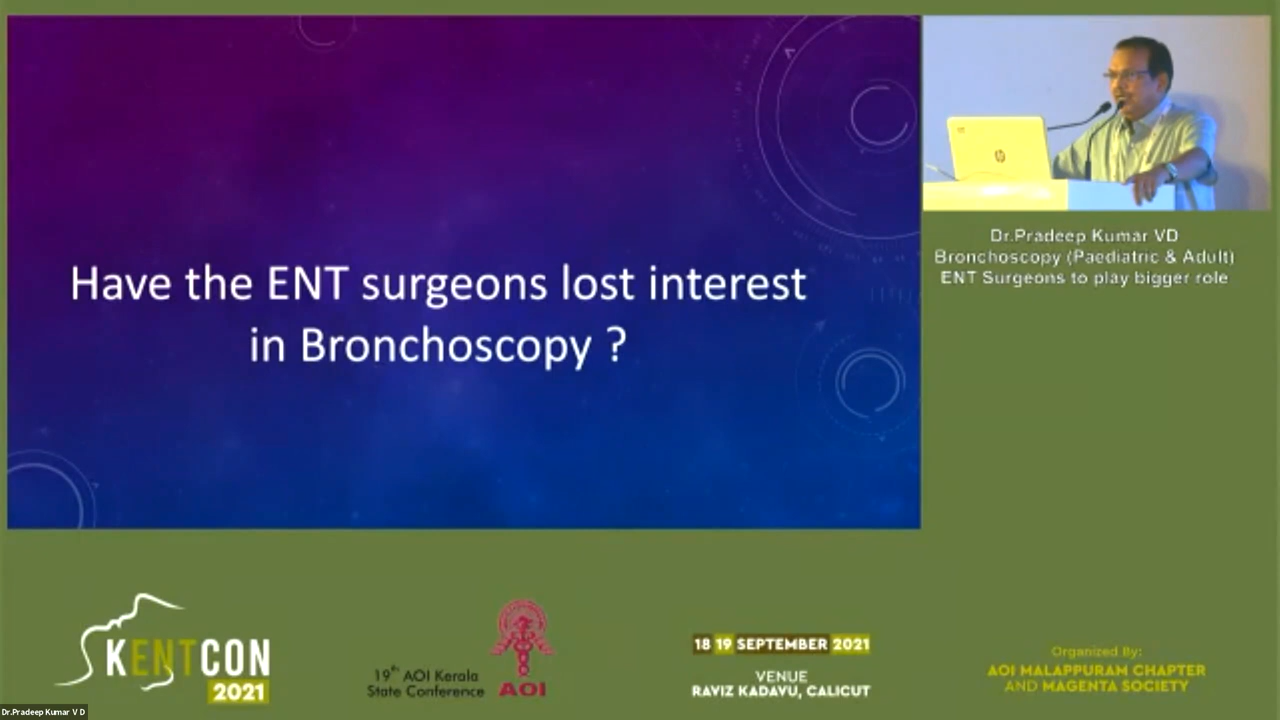 Have the ENT surgeons lost interest
in Bronchoscopy ?
Dr.Pradeep Kumar VD
Bronchoscopy (Paediatric & Adult)
ENT Surgeons to play bigger role
hp
KENTCON
2021
19th AOI Kerala
State Conference
AOI
18 19 SEPTEMBER 2021
VENUE
RAVIZ KADAVU, CALICUT
Organized By:
AOI MALAPPURAM CHAPTER
AND MAGENTA SOCIETY
Dr.Pradeep Kumar V D